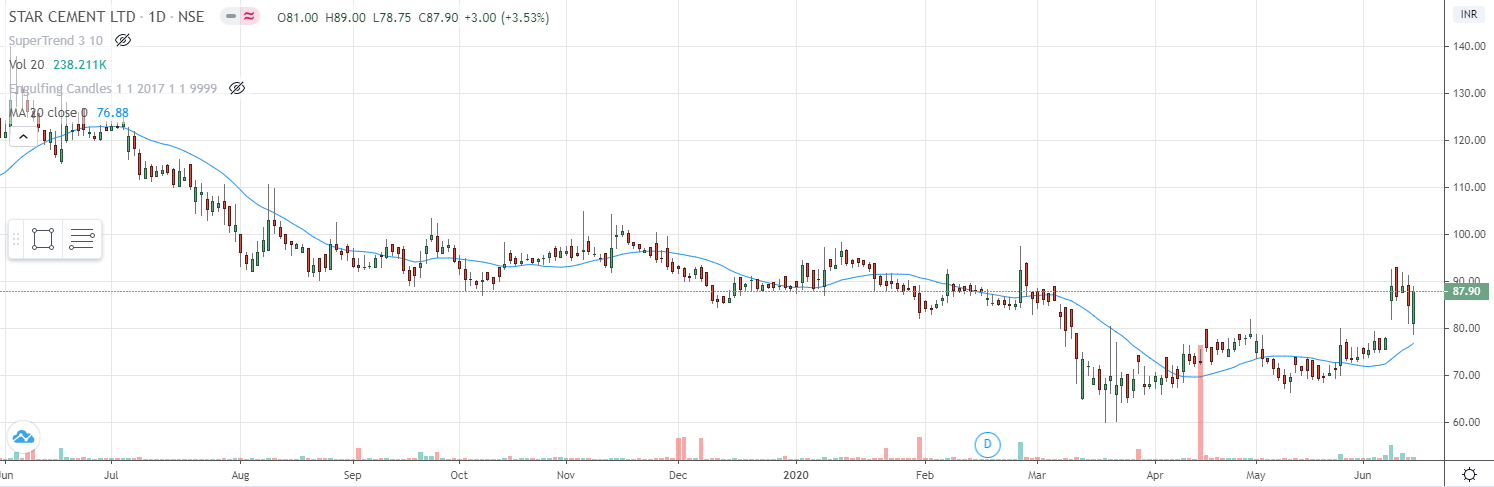 STAR CEMENT LTD · 1D · NSE O81.00 H89.00 L78.75 C87.90 +3.00 (+3.53%)
INR
SuperTrend 3 10
Vol 20 238.211K
Engulfing Candles 1 1 2017 1 1 9999
MA 20 close 0 76.88
140.00
130.00
120.00
110.00
100.00
90.00
87.90
80.00
70.00
60.00
D
Jun Jul Aug Sep Oct Nov Dec 2020 Feb Mar Apr May Jun